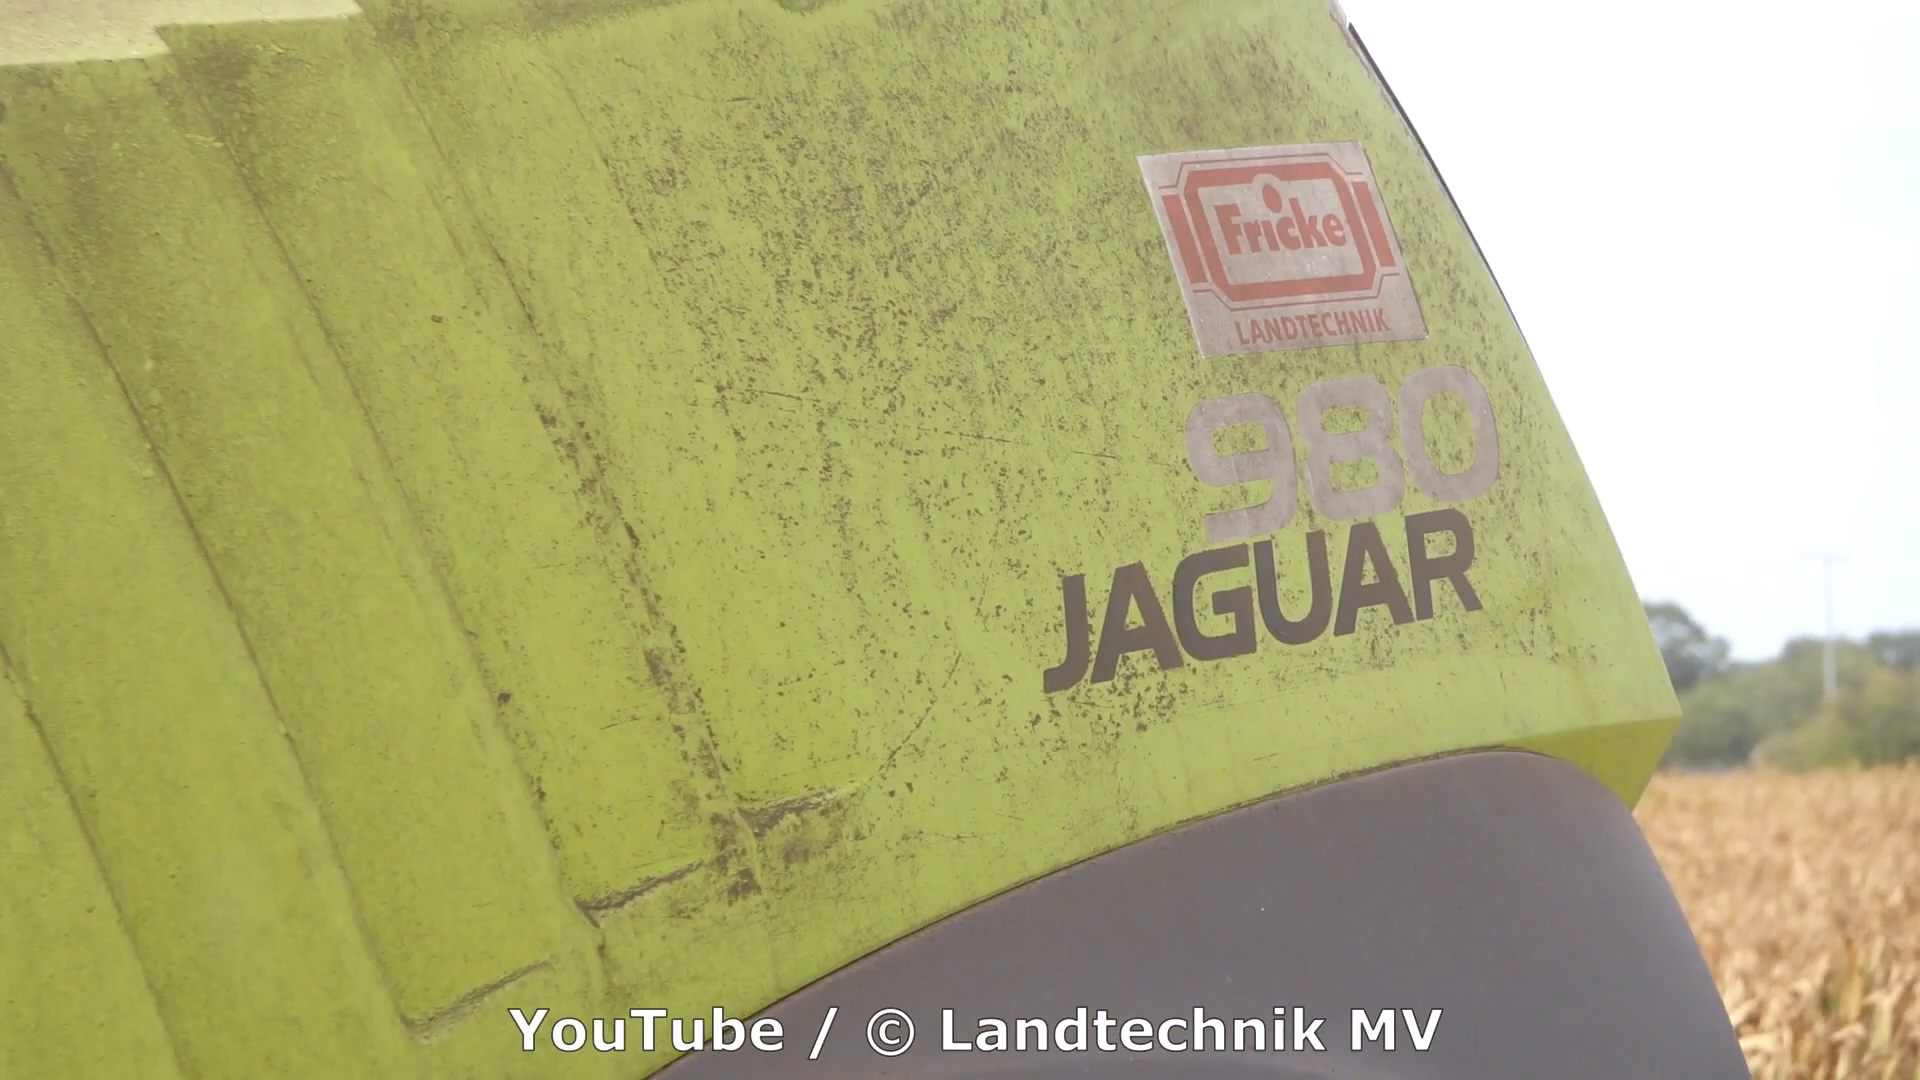 Fricke
LANDTECHNIK
980
JAGUAR
YouTube / © Landtechnik MV